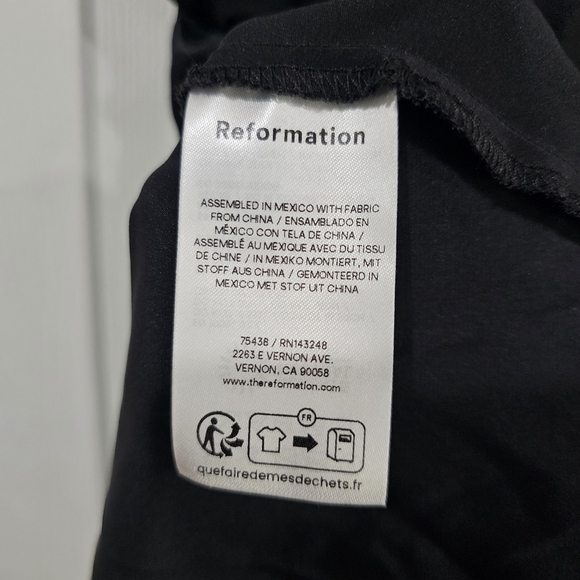 Reformation
ASSEMBLED IN MEXICO WITH FABRIC
FROM CHINA / ENSAMBLADO EN
MÉXICO CON TELA DE CHINA /
ASSEMBLÉ AU MEXIQUE AVEC DU TISSU
DE CHINE / IN MEXIKO MONTIERT, MIT
STOFF AUS CHINA / GEMONTEERD IN
MEXICO MET STOF UIT CHINA
75438 / RN143248
2263 E VERNON AVE.
VERNON, CA 90058
www.thereformation.com
FR
quefairedemesdechets.fr